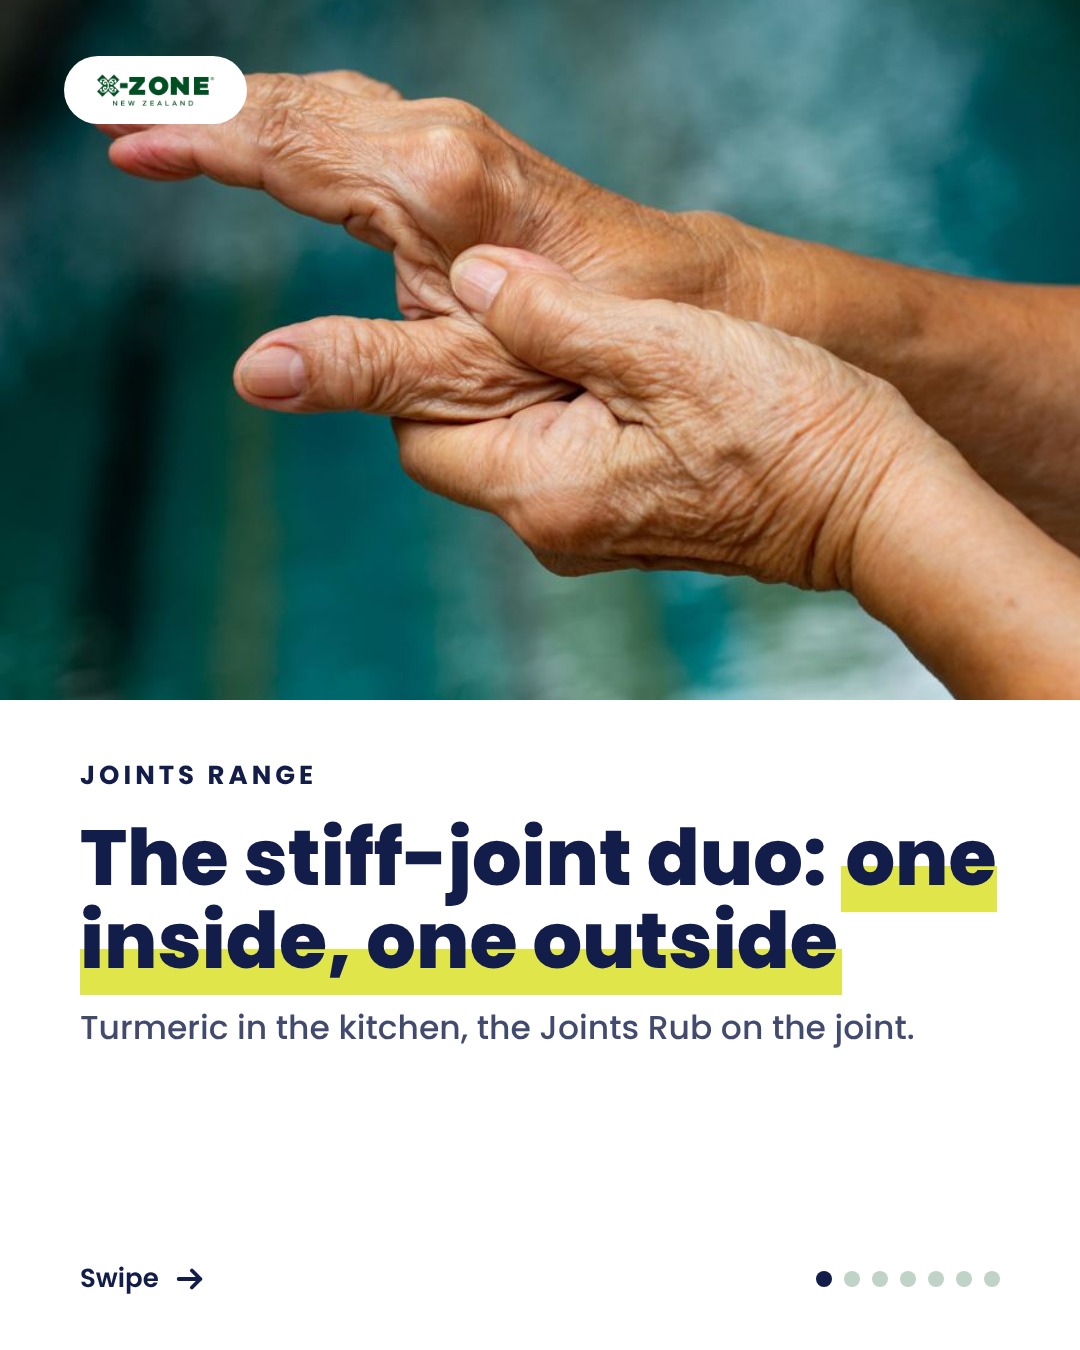 X-ZONE®
NEW ZEALAND
JOINTS RANGE
The stiff-joint duo: one
inside, one outside
Turmeric in the kitchen, the Joints Rub on the joint.
Swipe →